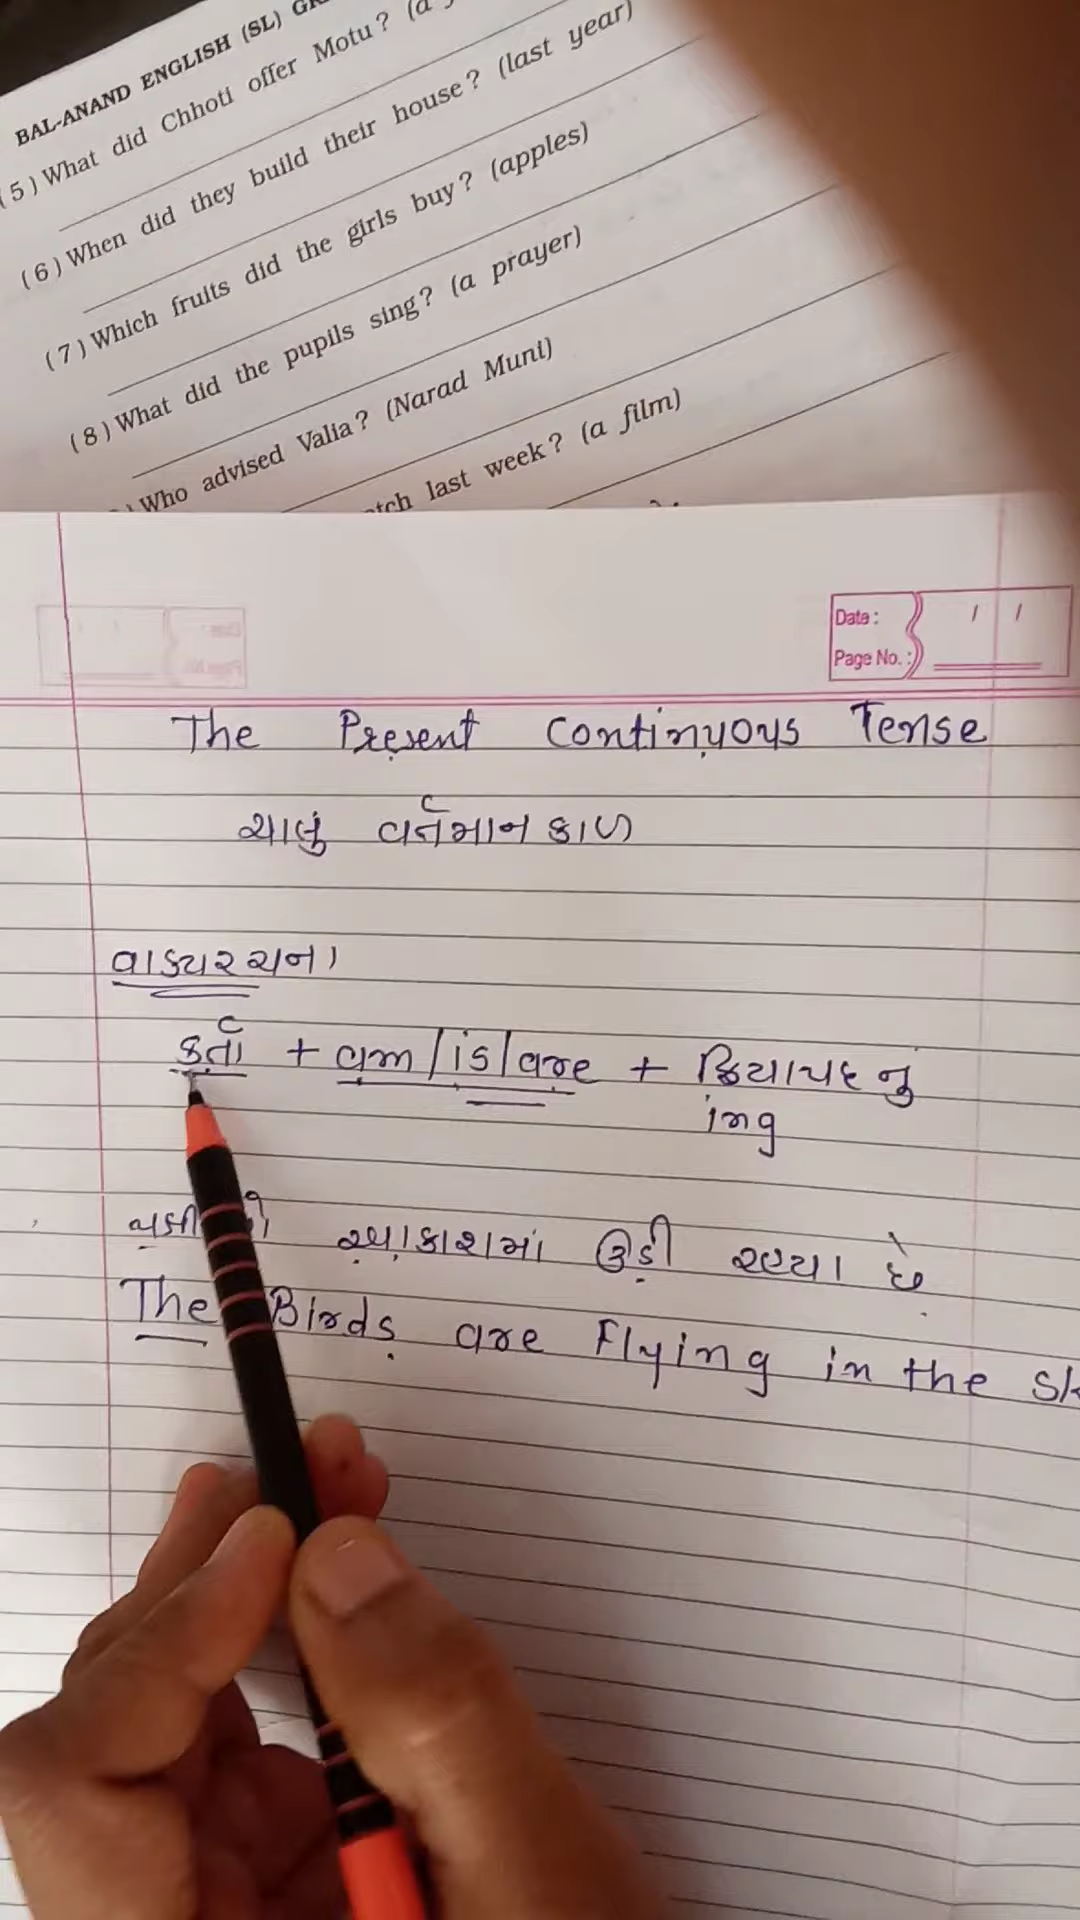 BAL-ANAND ENGLISH (SL)
(5) What did Chhoti offer Motu? (a
(6) When did they build their house? (last year)
(7) Which fruits did the girls buy? (apples)
(8) What did the pupils sing? (a prayer)
Who advised Valia? (Narad Muni)
last week? (a film)
Date : / /
Page No. :
The Present Continuous Tense
ચાલું વર્તમાન કાળ
વાક્યરચના
કર્તા + am/is/are + ક્રિયાપદ નું
ing
આકાશમાં ઊડી રહ્યા છે.
The Birds are Flying in the